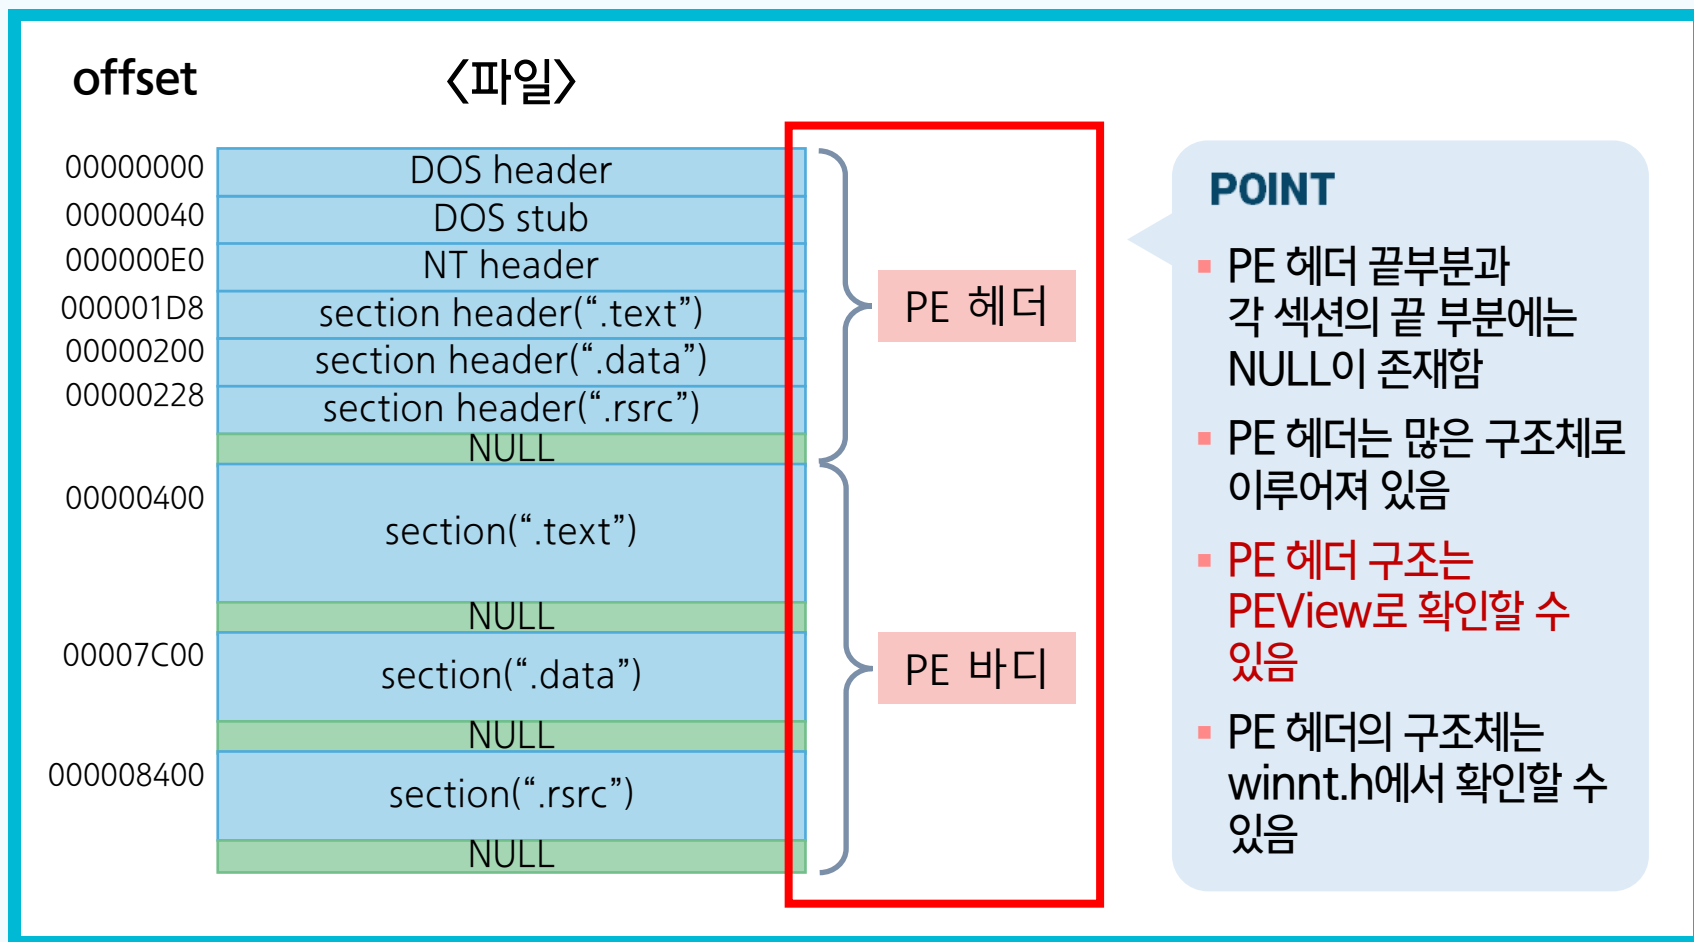 offset
〈파일〉
00000000
DOS header
00000040
DOS stub
000000E0
NT header
000001D8
section header(“.text”)
00000200
section header(“.data”)
00000228
section header(“.rsrc”)
NULL
00000400
section(“.text”)
NULL
00007C00
section(“.data”)
NULL
000008400
section(“.rsrc”)
NULL
PE 헤더
PE 바디
POINT
PE 헤더 끝부분과
각 섹션의 끝 부분에는
NULL이 존재함
PE 헤더는 많은 구조체로
이루어져 있음
PE 헤더 구조는
PEView로 확인할 수
있음
PE 헤더의 구조체는
winnt.h에서 확인할 수
있음